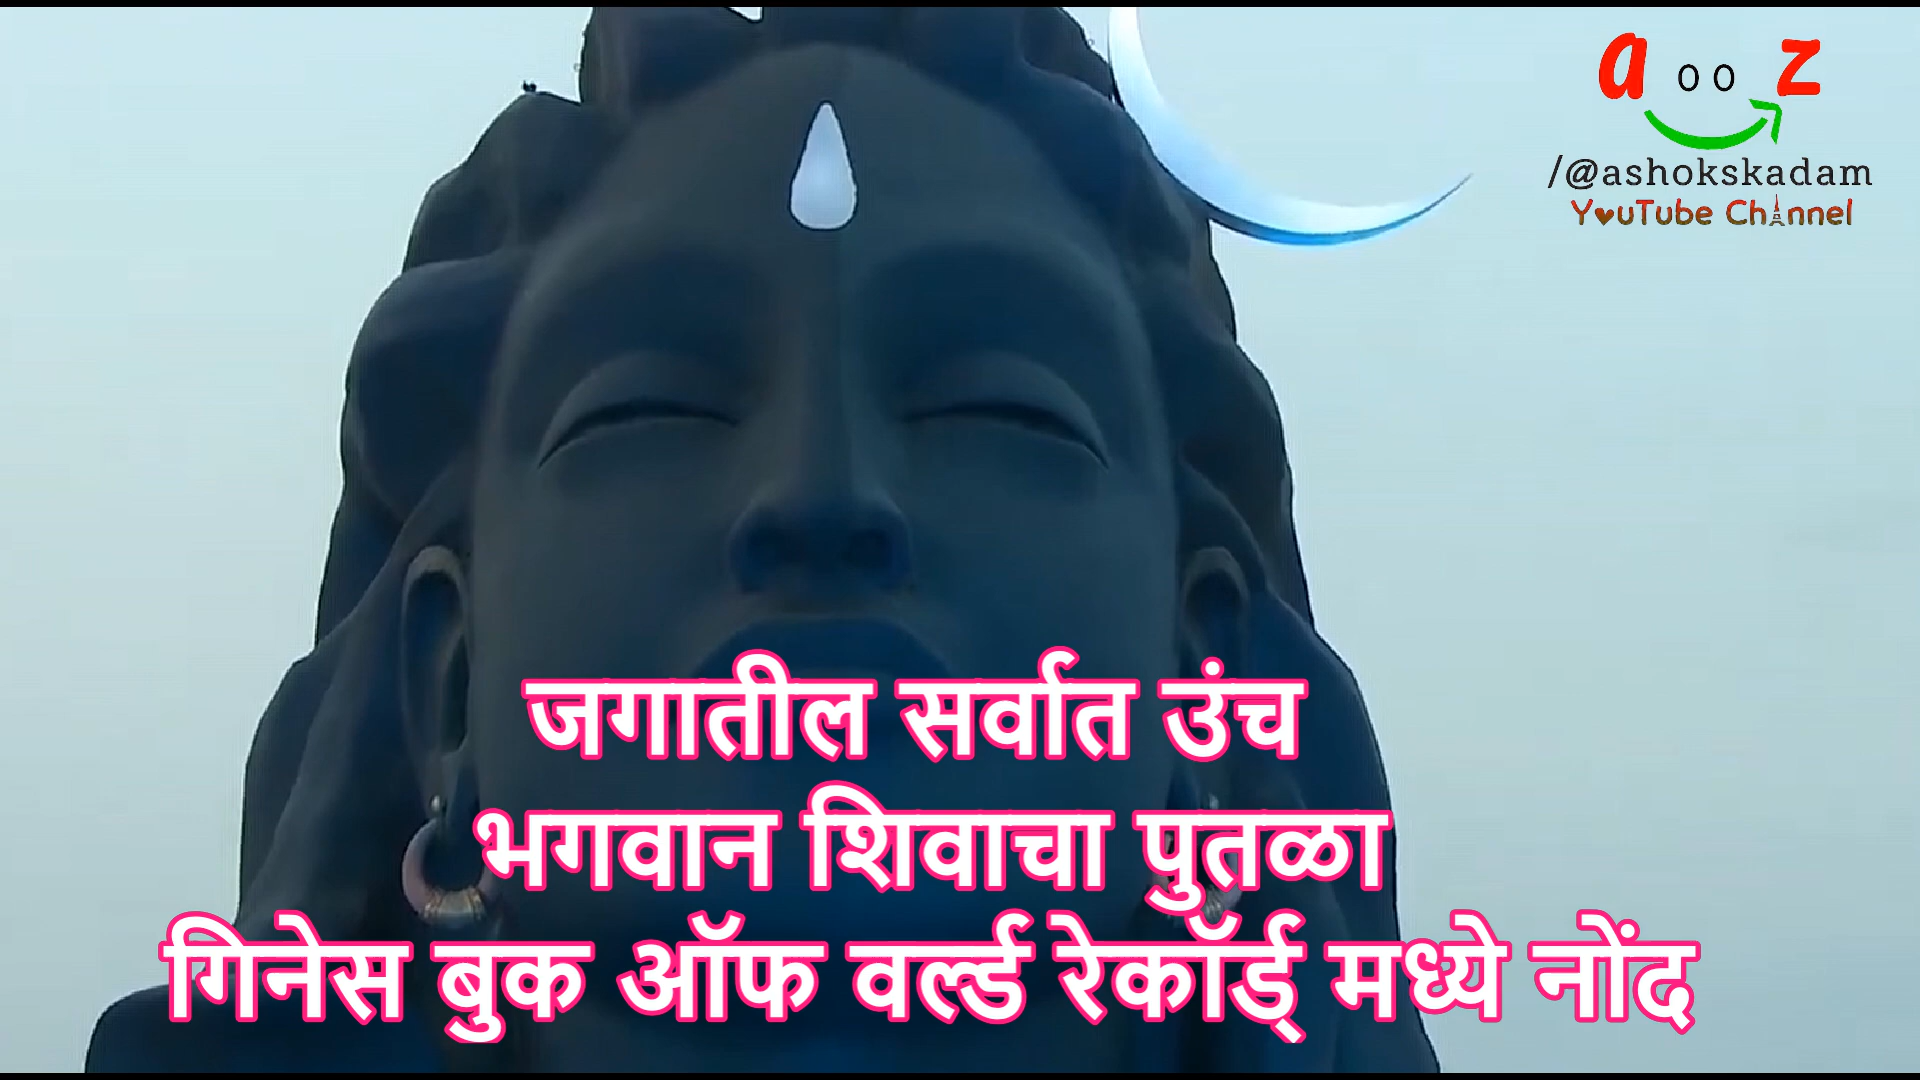 a oo z
/@ashokskadam
YouTube Channel
जगातील सर्वात उंच
भगवान शिवाचा पुतळा
गिनेस बुक ऑफ वर्ल्ड रेकॉर्ड् मध्ये नोंद